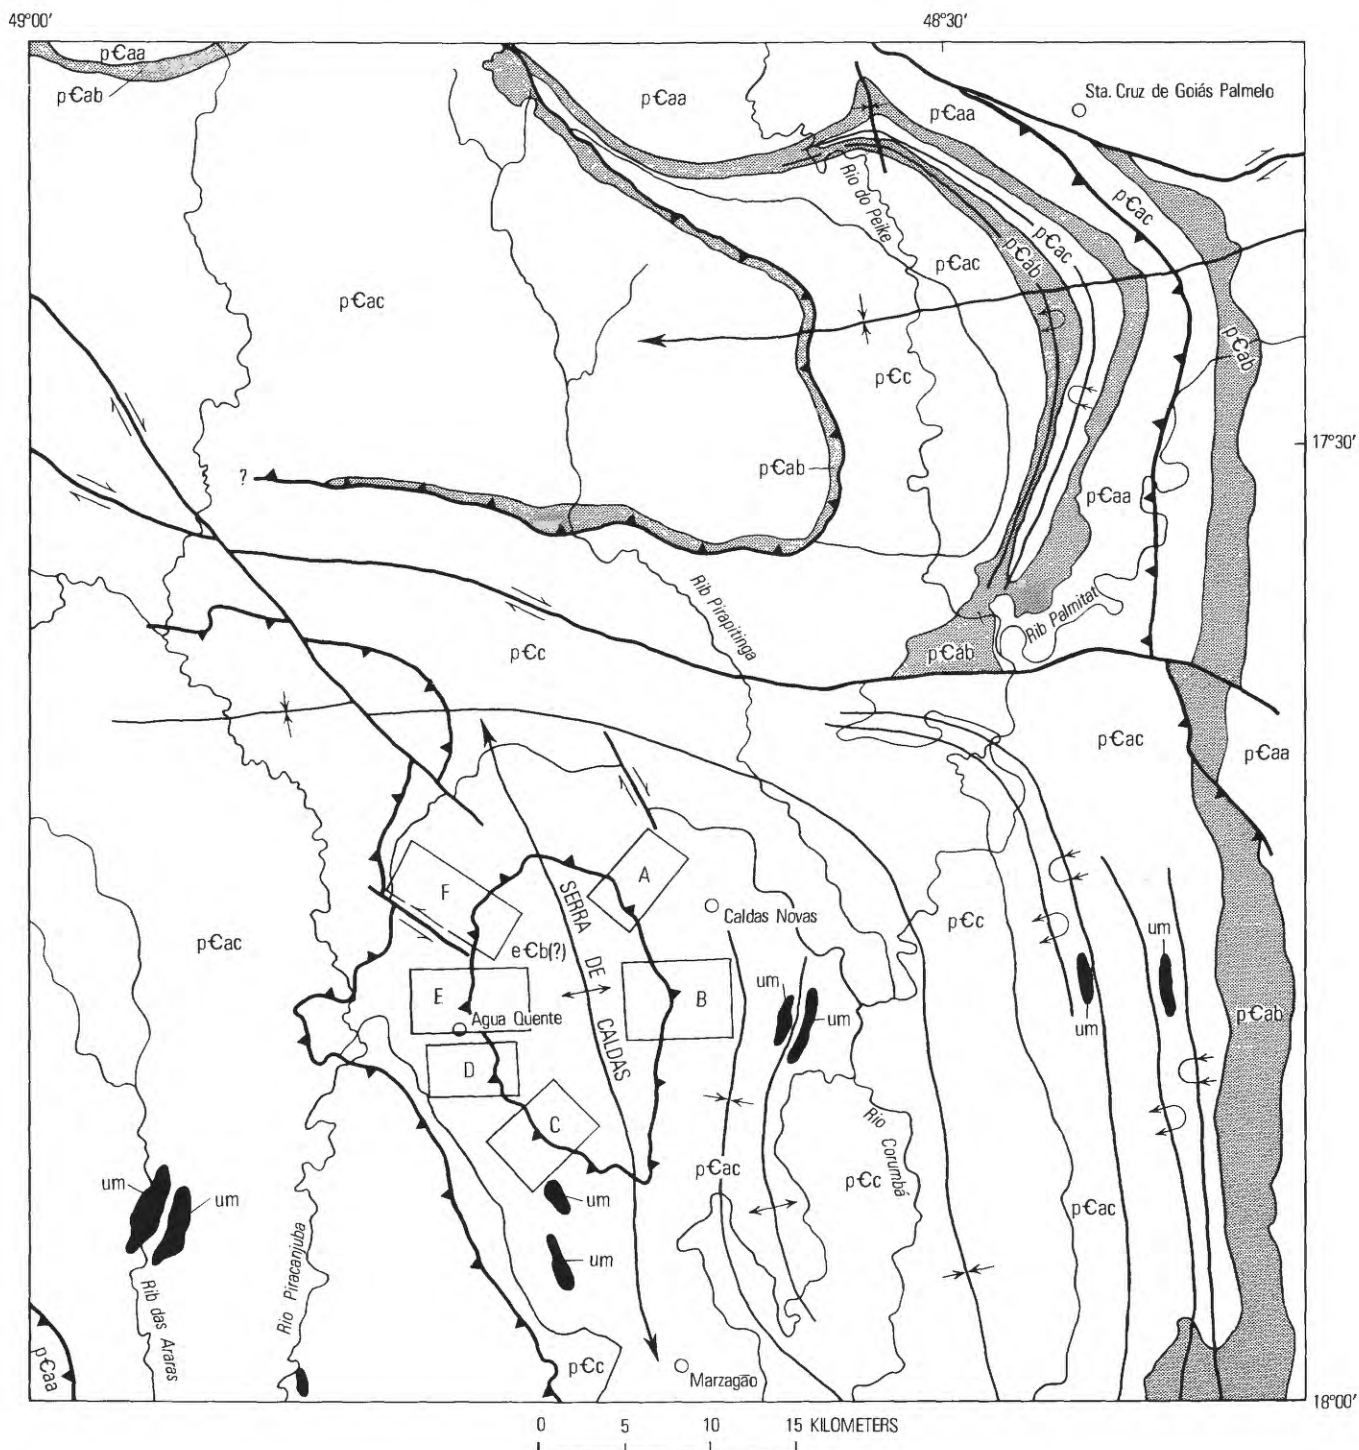 49°00′
48°30′
p Є aa
p Є ab
p Є aa
p Є aa
Sta. Cruz de Goiás Palmelo
Rio do Peike
p Є ac
p Є ac
p Є ab
p Є ac
p Є ac
p Є ab
p Є c
17°30′
p Є ab
?
p Є aa
Rib Pirapitinga
Rib Palmitat
p Є c
p Є ab
p Є ac
p Є aa
A
F
SERRA DE CALDAS
Caldas Novas
p Є c
p Є ac
e Є b(?)
um
E
B
um
um
um
p Є ab
Agua Quente
D
C
Rio Corumbá
p Є ac
p Є c
um
um
um
p Є ac
um
Rio Piracanjuba
Rib das Araras
p Є aa
p Є c
Marzagão
18°00′
0 5 10 15 KILOMETERS